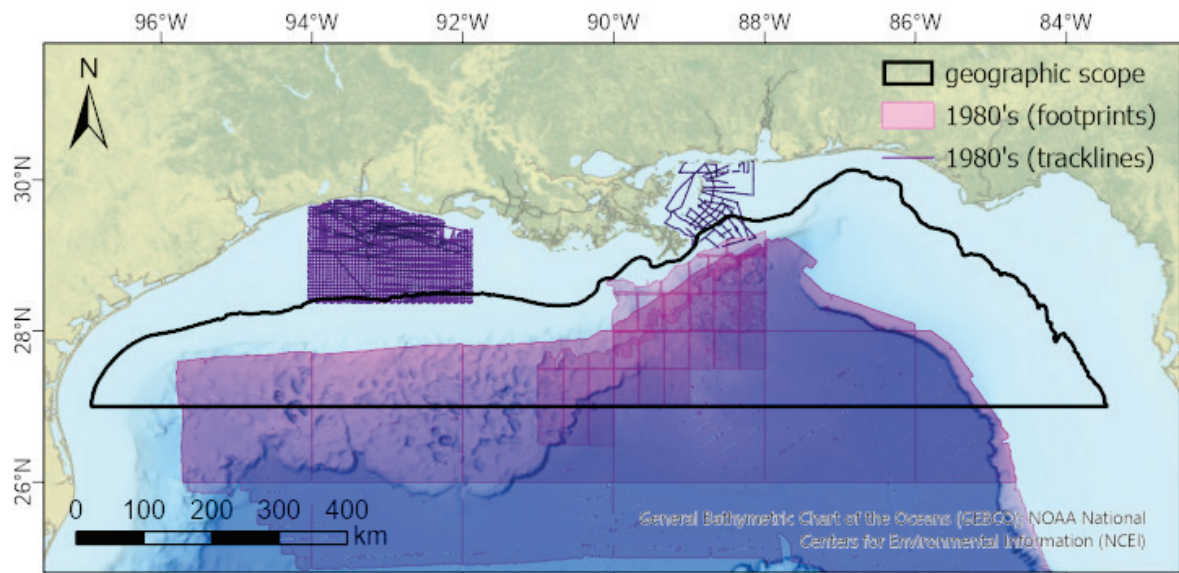 96°W 94°W 92°W 90°W 88°W 86°W 84°W
N
geographic scope
1980's (footprints)
1980's (tracklines)
30°N
28°N
26°N
0 100 200 300 400
km
General Bathymetric Chart of the Oceans (GEBCO); NOAA National
Centers for Environmental Information (NCEI)